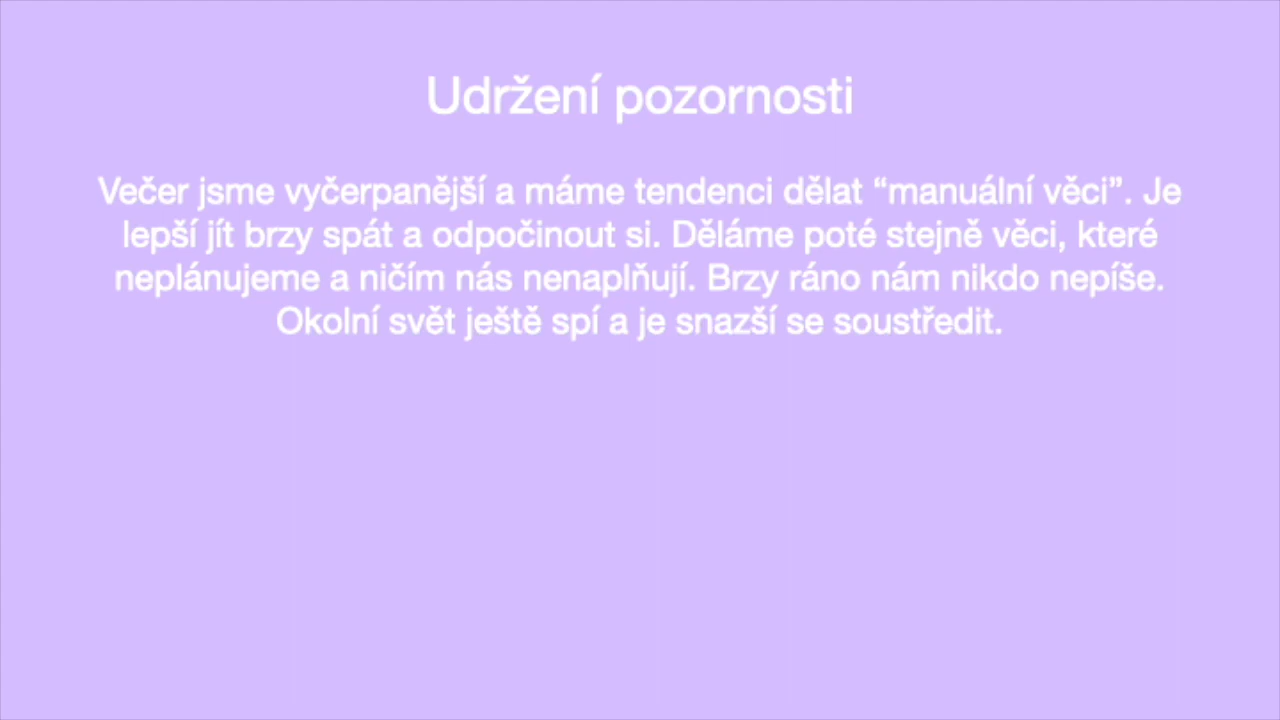 Udržení pozornosti
Večer jsme vyčerpanější a máme tendenci dělat “manuální věci”. Je
lepší jít brzy spát a odpočinout si. Děláme poté stejně věci, které
neplánujeme a ničím nás nenaplňují. Brzy ráno nám nikdo nepíše.
Okolní svět ještě spí a je snazší se soustředit.